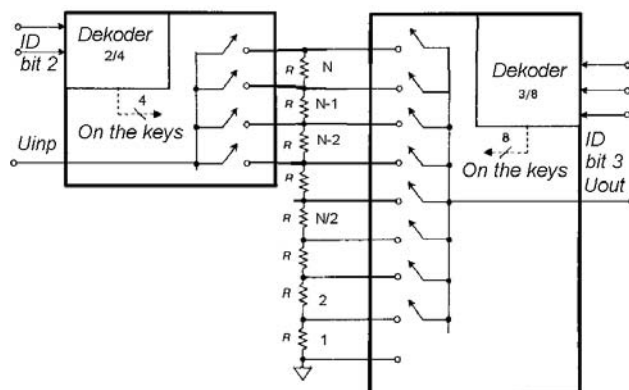 ID
bit 2
Dekoder
2/4
4
On the keys
Uinp
R N
R N-1
R N-2
R
R N/2
R
R 2
R 1
Dekoder
3/8
8
On the keys
ID
bit 3
Uout